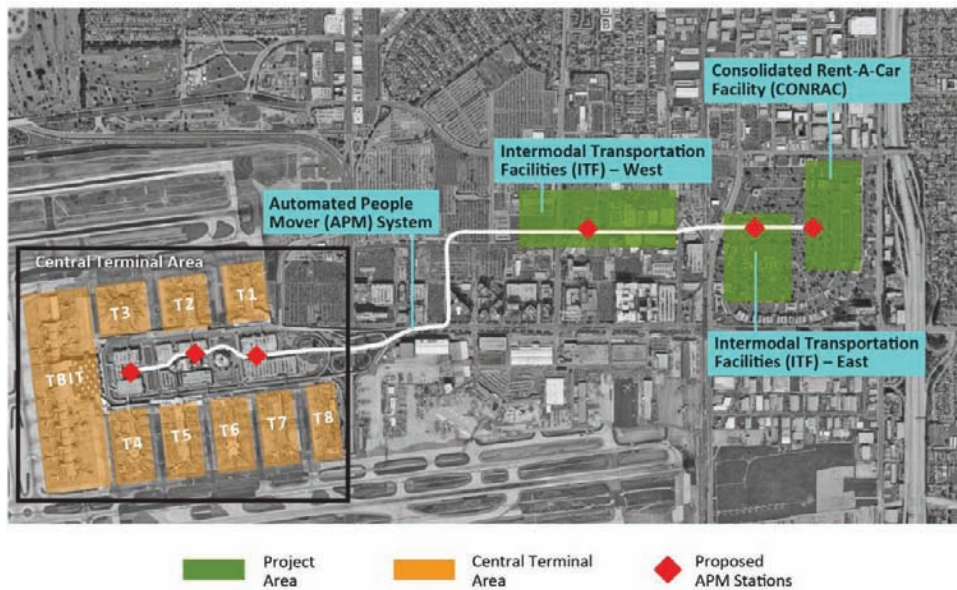 Consolidated Rent-A-Car
Facility (CONRAC)
Intermodal Transportation
Facilities (ITF) – West
Automated People
Mover (APM) System
Central Terminal Area
T3
T2
T1
TBIT
T4
T5
T6
T7
T8
Intermodal Transportation
Facilities (ITF) – East
Project
Area
Central Terminal
Area
Proposed
APM Stations